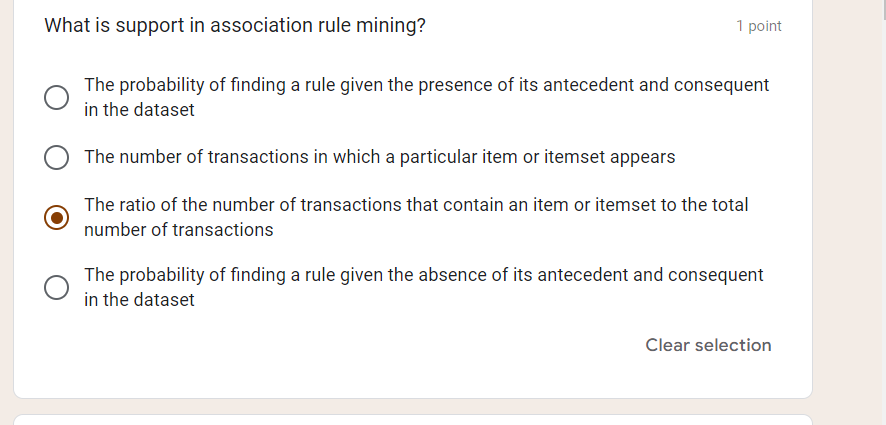 What is support in association rule mining?
1 point
The probability of finding a rule given the presence of its antecedent and consequent
in the dataset
The number of transactions in which a particular item or itemset appears
The ratio of the number of transactions that contain an item or itemset to the total
number of transactions
The probability of finding a rule given the absence of its antecedent and consequent
in the dataset
Clear selection